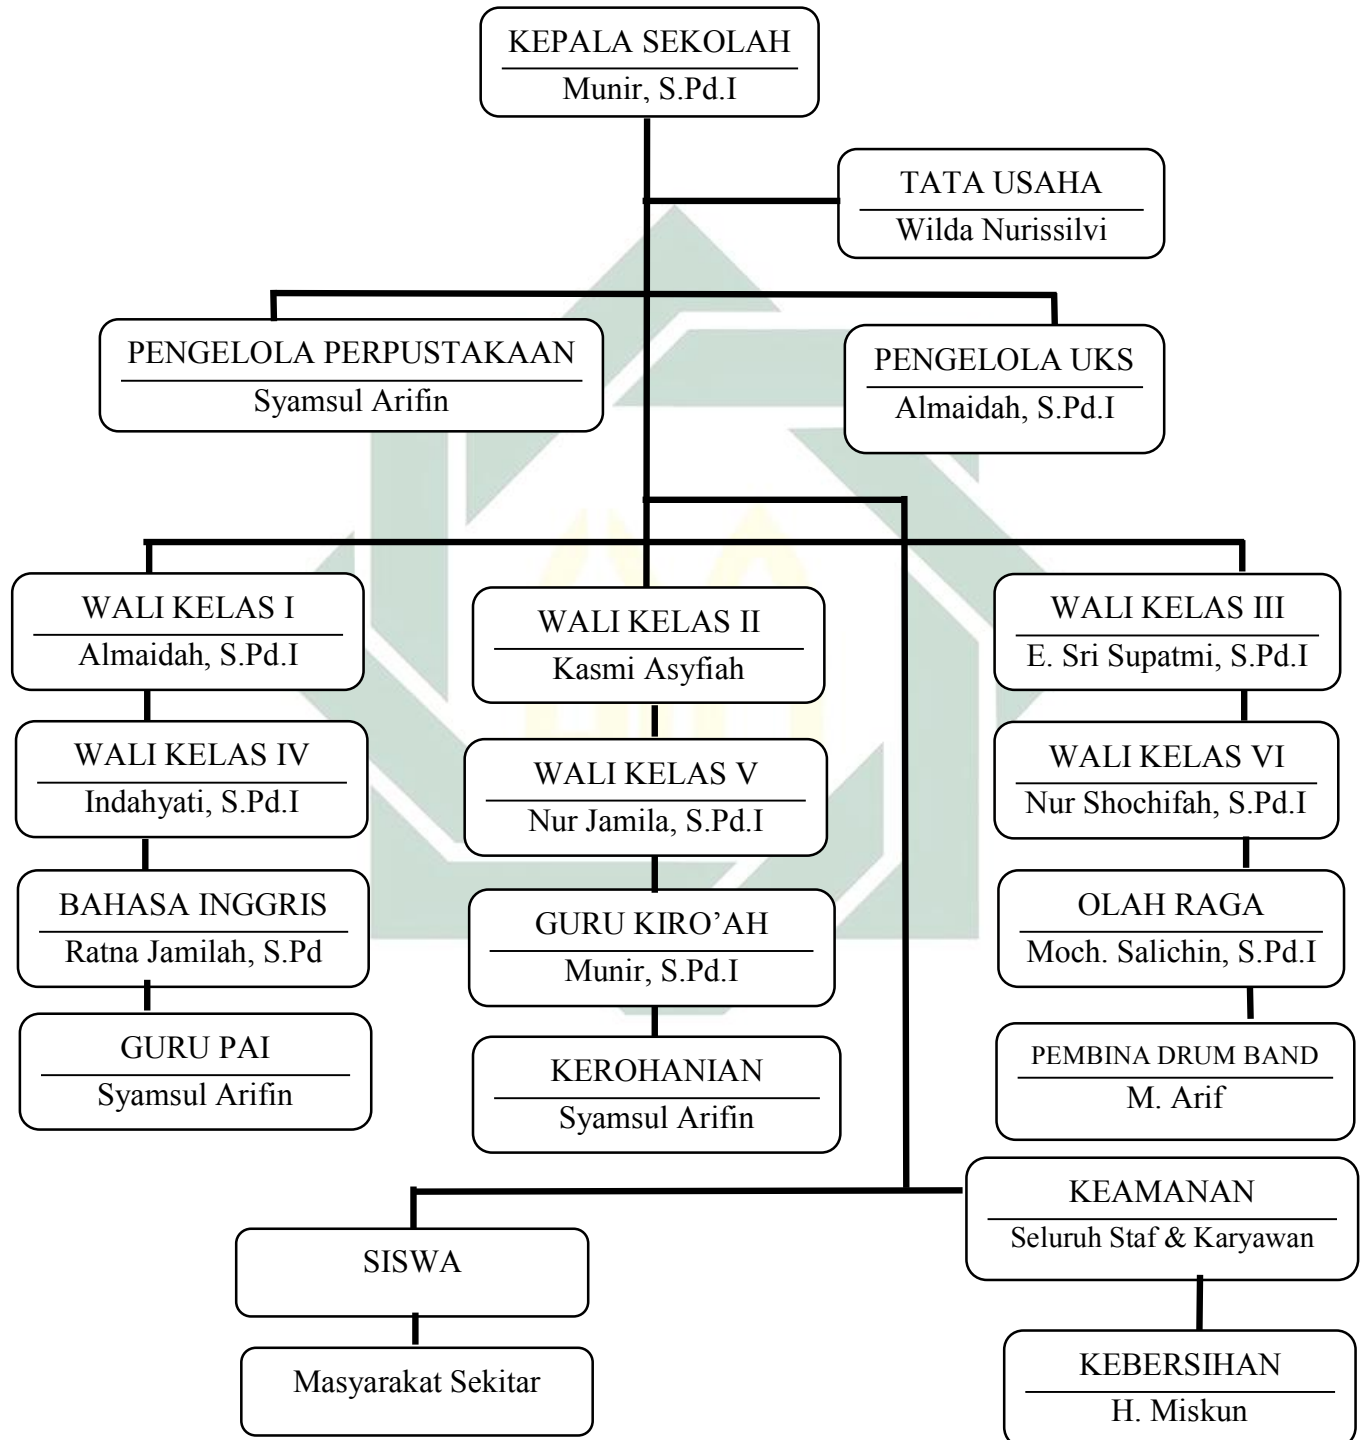 KEPALA SEKOLAH
Munir, S.Pd.I
TATA USAHA
Wilda Nurissilvi
PENGELOLA PERPUSTAKAAN
Syamsul Arifin
PENGELOLA UKS
Almaidah, S.Pd.I
WALI KELAS I
Almaidah, S.Pd.I
WALI KELAS II
Kasmi Asyfiah
WALI KELAS III
E. Sri Supatmi, S.Pd.I
WALI KELAS IV
Indahyati, S.Pd.I
WALI KELAS V
Nur Jamila, S.Pd.I
WALI KELAS VI
Nur Shochifah, S.Pd.I
BAHASA INGGRIS
Ratna Jamilah, S.Pd
GURU KIRO’AH
Munir, S.Pd.I
OLAH RAGA
Moch. Salichin, S.Pd.I
GURU PAI
Syamsul Arifin
KEROHANIAN
Syamsul Arifin
PEMBINA DRUM BAND
M. Arif
KEAMANAN
Seluruh Staf & Karyawan
SISWA
Masyarakat Sekitar
KEBERSIHAN
H. Miskun